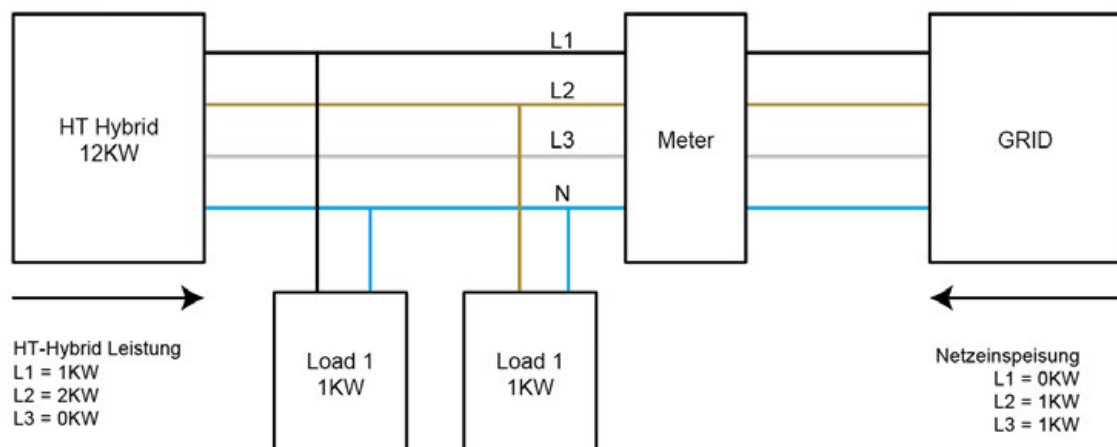 L1
L2
L3
N
HT Hybrid
12KW
Meter
GRID
Load 1
1KW
Load 1
1KW
HT-Hybrid Leistung
L1 = 1KW
L2 = 2KW
L3 = 0KW
Netzeinspeisung
L1 = 0KW
L2 = 1KW
L3 = 1KW